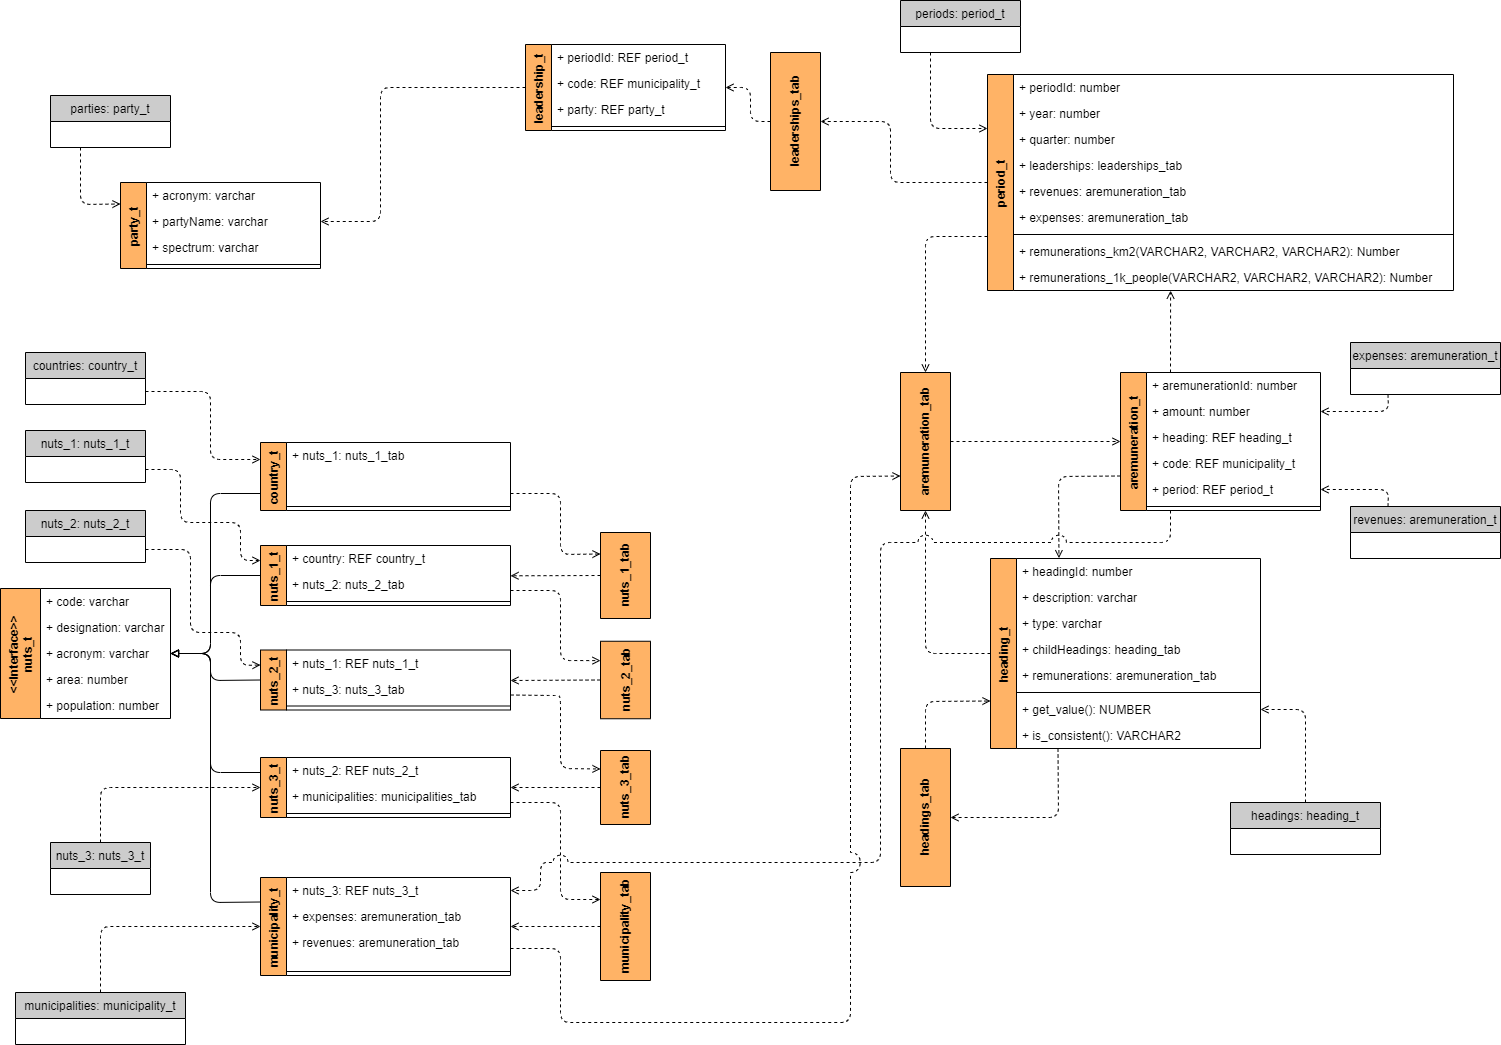 periods: period_t
leadership_t
+ periodId: REF period_t
+ code: REF municipality_t
+ party: REF party_t
leaderships_tab
period_t
+ periodId: number
+ year: number
+ quarter: number
+ leaderships: leaderships_tab
+ revenues: aremuneration_tab
+ expenses: aremuneration_tab
+ remunerations_km2(VARCHAR2, VARCHAR2, VARCHAR2): Number
+ remunerations_1k_people(VARCHAR2, VARCHAR2, VARCHAR2): Number
parties: party_t
party_t
+ acronym: varchar
+ partyName: varchar
+ spectrum: varchar
countries: country_t
nuts_1: nuts_1_t
nuts_2: nuts_2_t
<<Interface>>
nuts_t
+ code: varchar
+ designation: varchar
+ acronym: varchar
+ area: number
+ population: number
country_t
+ nuts_1: nuts_1_tab
nuts_1_t
+ country: REF country_t
+ nuts_2: nuts_2_tab
nuts_1_tab
nuts_2_t
+ nuts_1: REF nuts_1_t
+ nuts_3: nuts_3_tab
nuts_2_tab
nuts_3_t
+ nuts_2: REF nuts_2_t
+ municipalities: municipalities_tab
nuts_3_tab
nuts_3: nuts_3_t
municipality_t
+ nuts_3: REF nuts_3_t
+ expenses: aremuneration_tab
+ revenues: aremuneration_tab
municipality_tab
municipalities: municipality_t
aremuneration_tab
aremuneration_t
+ aremunerationId: number
+ amount: number
+ heading: REF heading_t
+ code: REF municipality_t
+ period: REF period_t
expenses: aremuneration_t
revenues: aremuneration_t
heading_t
+ headingId: number
+ description: varchar
+ type: varchar
+ childHeadings: heading_tab
+ remunerations: aremuneration_tab
+ get_value(): NUMBER
+ is_consistent(): VARCHAR2
headings_tab
headings: heading_t